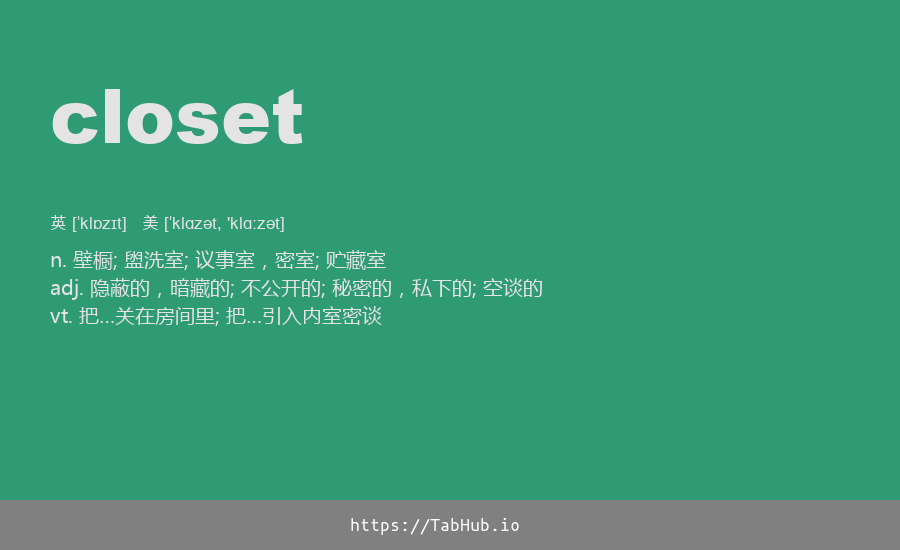 closet
英 [ˈklɒzɪt] 美 [ˈklɑzət, ˈklɑːzət]
n. 壁橱; 盥洗室; 议事室，密室; 贮藏室
adj. 隐蔽的，暗藏的; 不公开的; 秘密的，私下的; 空谈的
vt. 把…关在房间里; 把…引入内室密谈
https://TabHub.io